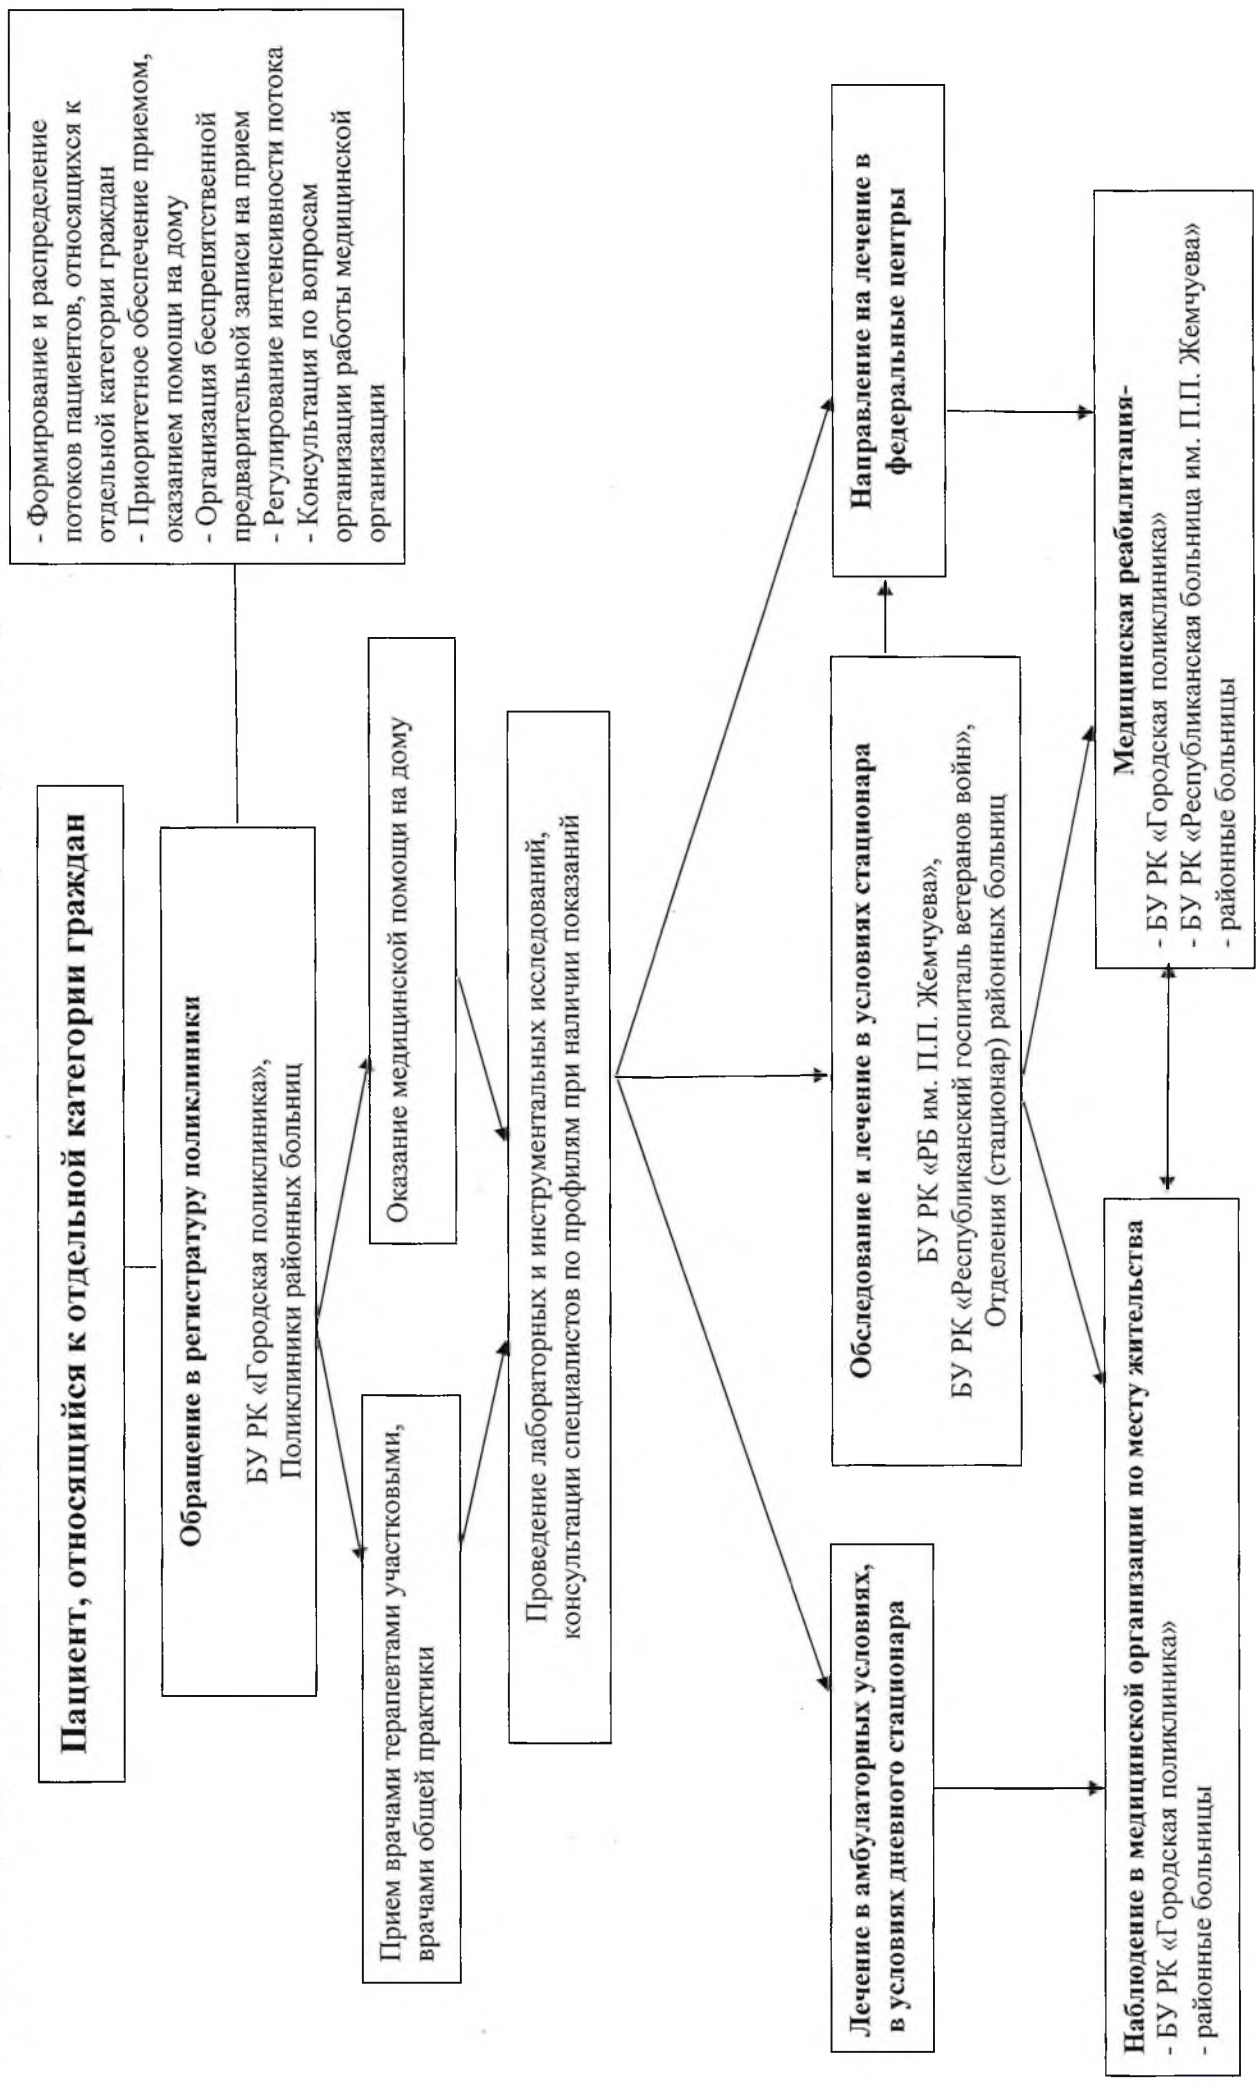 Пациент, относящийся к отдельной категории граждан
Обращение в регистратуру поликлиники
БУ РК «Городская поликлиника»,
Поликлиники районных больниц
- Формирование и распределение
потоков пациентов, относящихся к
отдельной категории граждан
- Приоритетное обеспечение приемом,
оказанием помощи на дому
- Организация беспрепятственной
предварительной записи на прием
- Регулирование интенсивности потока
- Консультация по вопросам
организации работы медицинской
организации
Прием врачами терапевтами участковыми,
врачами общей практики
Оказание медицинской помощи на дому
Проведение лабораторных и инструментальных исследований,
консультации специалистов по профилям при наличии показаний
Лечение в амбулаторных условиях,
в условиях дневного стационара
Обследование и лечение в условиях стационара
БУ РК «РБ им. П.П. Жемчуева»,
БУ РК «Республиканский госпиталь ветеранов войн»,
Отделения (стационар) районных больниц
Направление на лечение в
федеральные центры
Наблюдение в медицинской организации по месту жительства
- БУ РК «Городская поликлиника»
- районные больницы
Медицинская реабилитация-
- БУ РК «Городская поликлиника»
- БУ РК «Республиканская больница им. П.П. Жемчуева»
- районные больницы